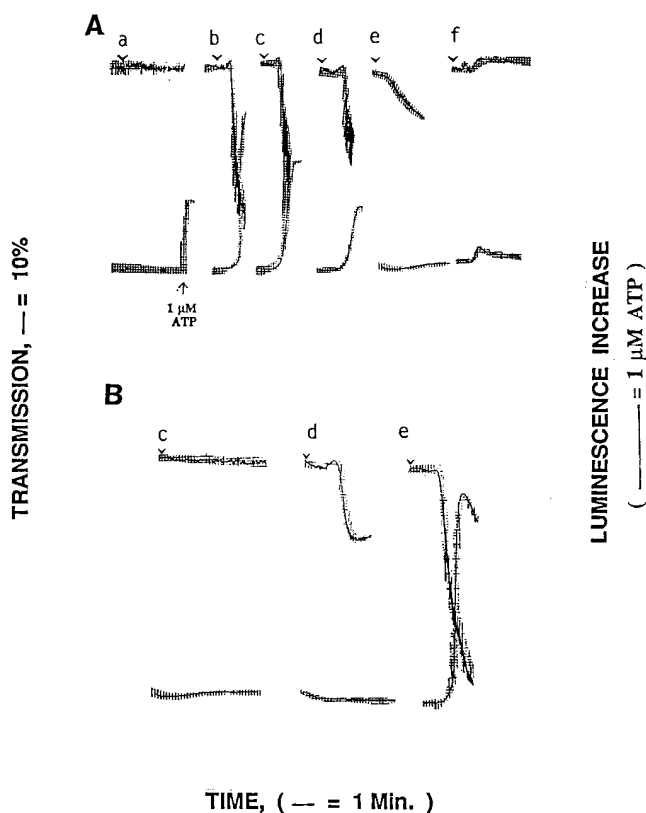 A
a b c d e f
1 μM
ATP
B
c d e
TRANSMISSION, — = 10%
LUMINESCENCE INCREASE
( — = 1 μM ATP )
TIME, ( — = 1 Min. )